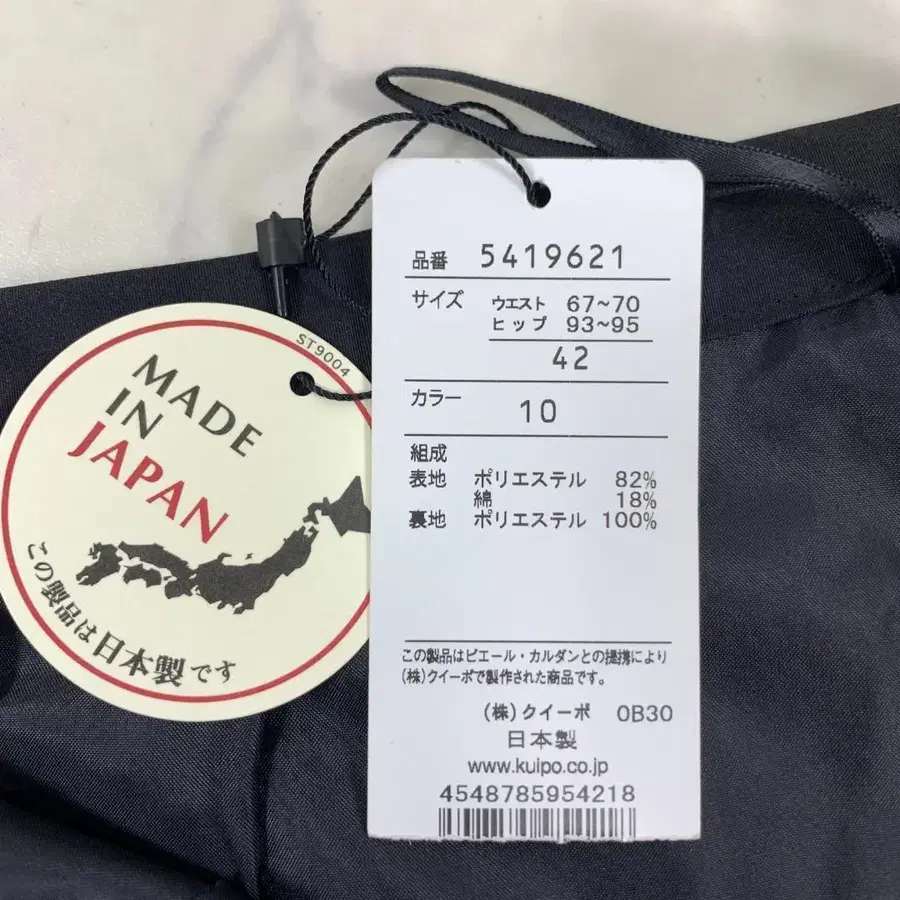 ST9004
MADE
IN
JAPAN
この製品は日本製です
品番 5419621
サイズ ウエスト 67~70
ヒップ 93~95
42
カラー
10
組成
表地 ポリエステル 82%
綿 18%
裏地 ポリエステル 100%
この製品はピエール・カルダンとの提携により
(株)クイーポで製作された商品です。
(株)クイーポ 0B30
日本製
www.kuipo.co.jp
4548785954218